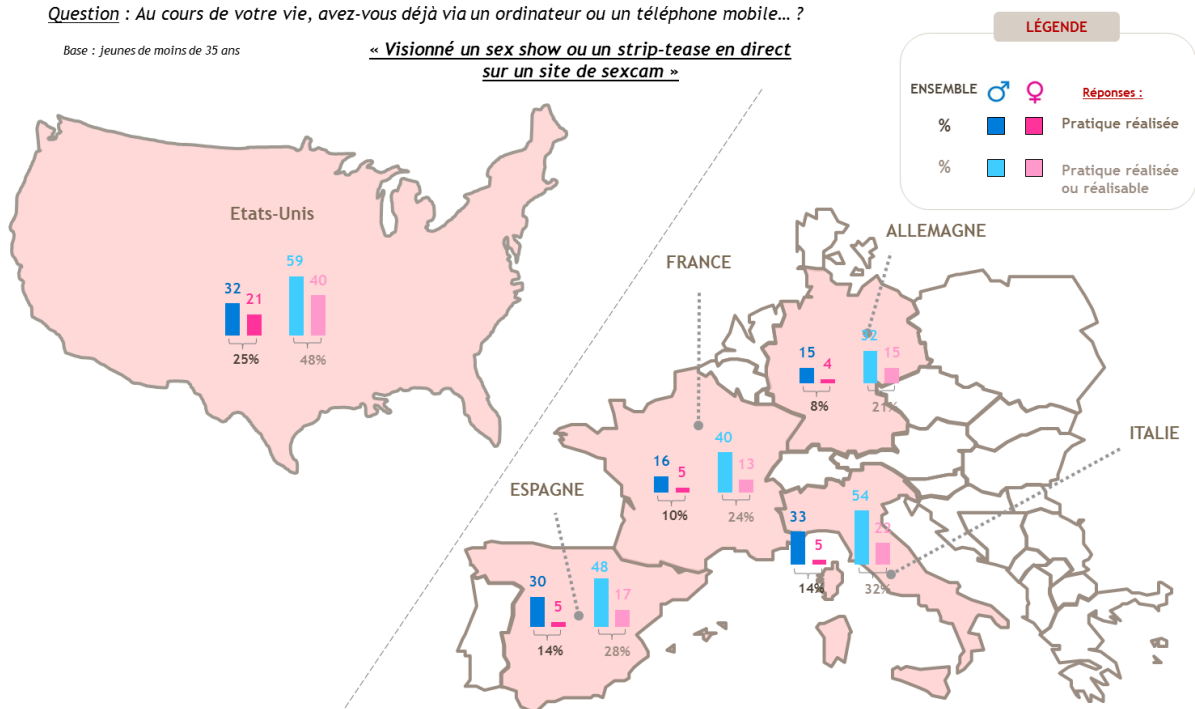 Question : Au cours de votre vie, avez-vous déjà via un ordinateur ou un téléphone mobile… ?
Base : jeunes de moins de 35 ans
« Visionné un sex show ou un strip-tease en direct
sur un site de sexcam »
LÉGENDE
ENSEMBLE ♂ ♀ Réponses :
% Pratique réalisée
% Pratique réalisée
ou réalisable
Etats-Unis
32 21 59 40
25% 48%
ALLEMAGNE
15 4 32 15
8% 21%
FRANCE
16 5 40 13
10% 24%
ITALIE
33 5 54 22
14% 32%
ESPAGNE
30 5 48 17
14% 28%